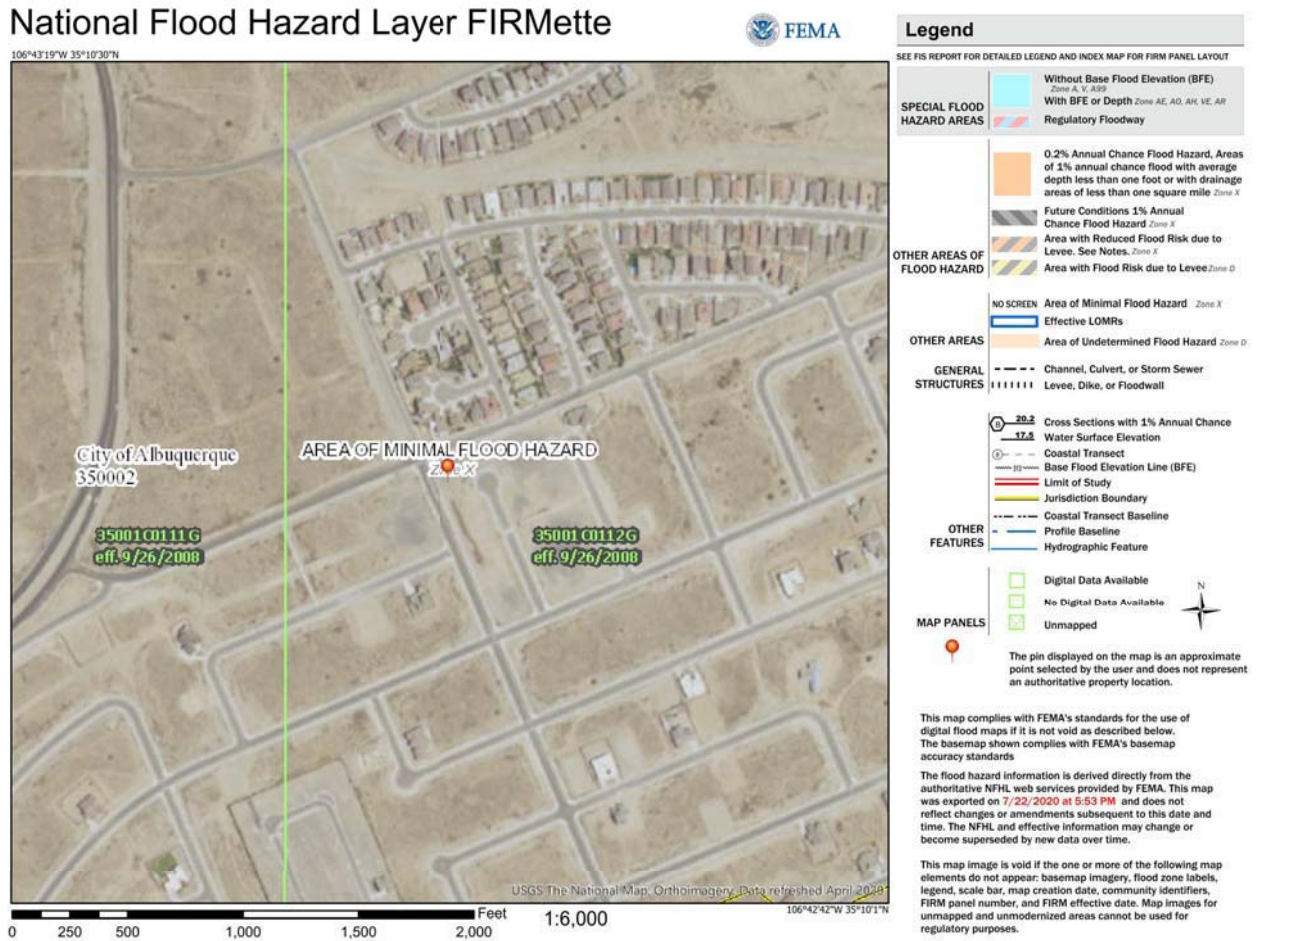 National Flood Hazard Layer FIRMette
FEMA
106°43'19"W 35°10'30"N
City of Albuquerque
350002
AREA OF MINIMAL FLOOD HAZARD
Zone X
35001C0111G
eff. 9/26/2008
35001C0112G
eff. 9/26/2008
USGS The National Map: Orthoimagery. Data refreshed April
106°42'42"W 35°10'1"N
0 250 500 1,000 1,500 2,000
Feet
1:6,000
Legend
SEE FIS REPORT FOR DETAILED LEGEND AND INDEX MAP FOR FIRM PANEL LAYOUT
SPECIAL FLOOD
HAZARD AREAS
Without Base Flood Elevation (BFE)
Zone A, V, A99
With BFE or Depth Zone AE, AO, AH, VE, AR
Regulatory Floodway
OTHER AREAS OF
FLOOD HAZARD
0.2% Annual Chance Flood Hazard, Areas
of 1% annual chance flood with average
depth less than one foot or with drainage
areas of less than one square mile Zone X
Future Conditions 1% Annual
Chance Flood Hazard Zone X
Area with Reduced Flood Risk due to
Levee. See Notes. Zone X
Area with Flood Risk due to Levee Zone D
OTHER AREAS
NO SCREEN Area of Minimal Flood Hazard Zone X
Effective LOMRs
Area of Undetermined Flood Hazard Zone D
GENERAL
STRUCTURES
Channel, Culvert, or Storm Sewer
Levee, Dike, or Floodwall
OTHER
FEATURES
B 20.2 Cross Sections with 1% Annual Chance
17.5 Water Surface Elevation
8 Coastal Transect
513 Base Flood Elevation Line (BFE)
Limit of Study
Jurisdiction Boundary
Coastal Transect Baseline
Profile Baseline
Hydrographic Feature
MAP PANELS
Digital Data Available
No Digital Data Available
Unmapped
N
The pin displayed on the map is an approximate
point selected by the user and does not represent
an authoritative property location.
This map complies with FEMA's standards for the use of
digital flood maps if it is not void as described below.
The basemap shown complies with FEMA's basemap
accuracy standards
The flood hazard information is derived directly from the
authoritative NFHL web services provided by FEMA. This map
was exported on 7/22/2020 at 5:53 PM and does not
reflect changes or amendments subsequent to this date and
time. The NFHL and effective information may change or
become superseded by new data over time.
This map image is void if the one or more of the following map
elements do not appear: basemap imagery, flood zone labels,
legend, scale bar, map creation date, community identifiers,
FIRM panel number, and FIRM effective date. Map images for
unmapped and unmodernized areas cannot be used for
regulatory purposes.